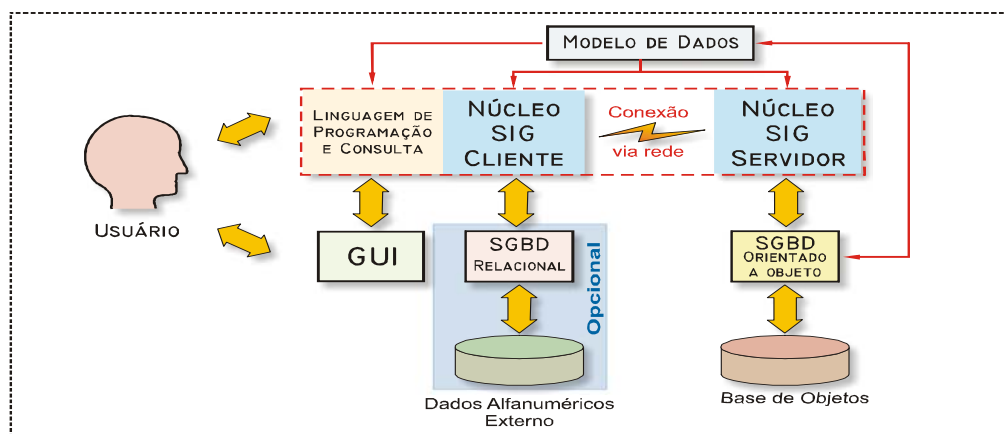 MODELO DE DADOS
LINGUAGEM DE
PROGRAMAÇÃO
E CONSULTA
NÚCLEO
SIG
CLIENTE
Conexão
via rede
NÚCLEO
SIG
SERVIDOR
USUÁRIO
GUI
SGBD
RELACIONAL
Opcional
SGBD
ORIENTADO
A OBJETO
Dados Alfanuméricos
Externo
Base de Objetos